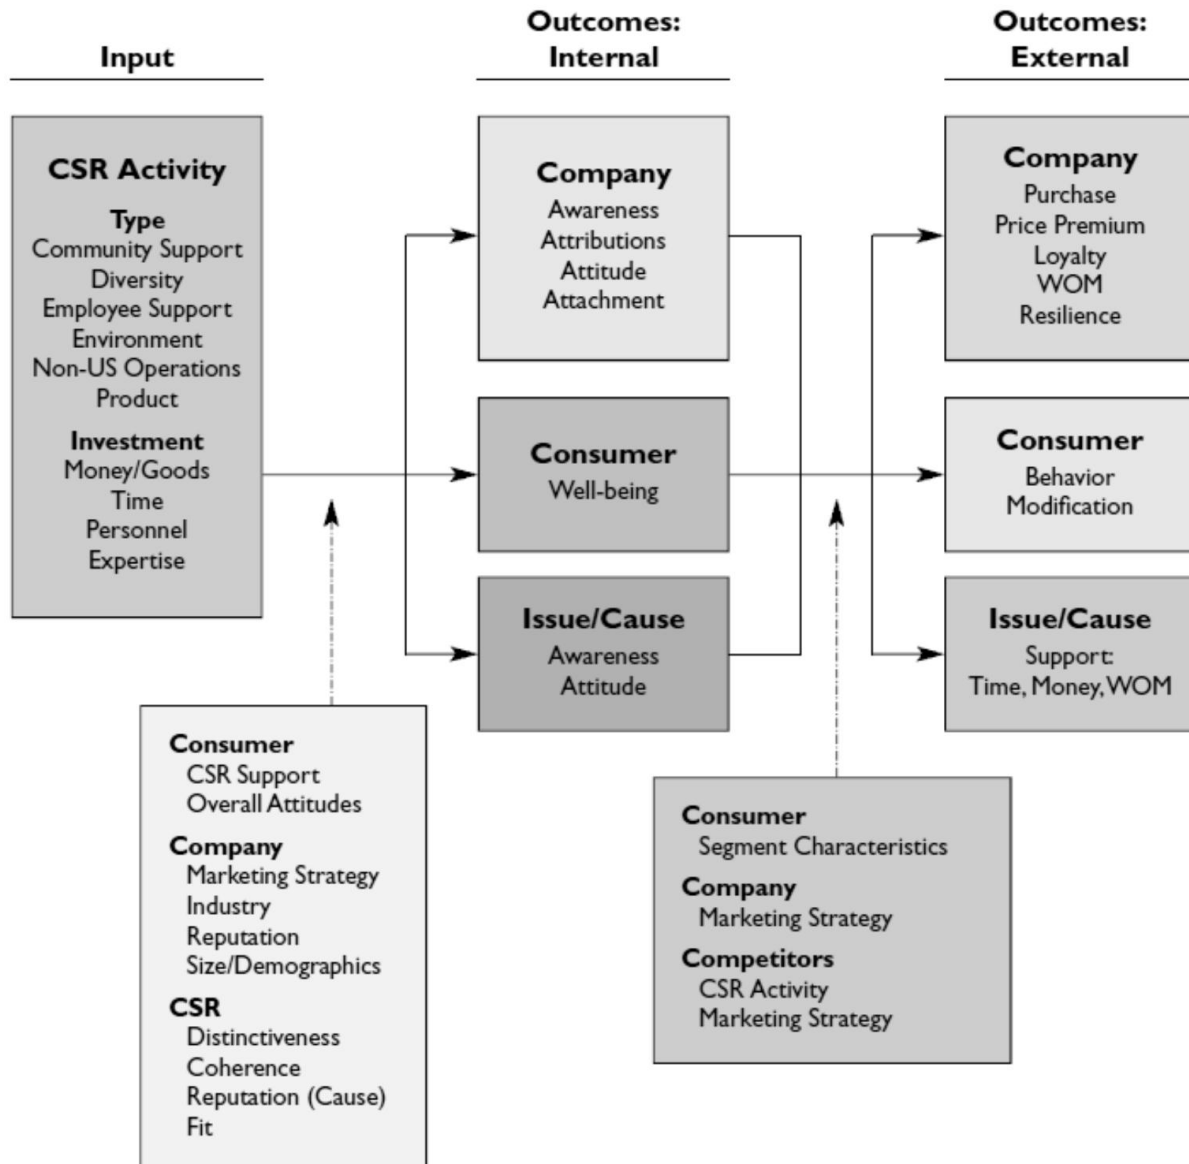 Input
Outcomes:
Internal
Outcomes:
External
CSR Activity
Type
Community Support
Diversity
Employee Support
Environment
Non-US Operations
Product
Investment
Money/Goods
Time
Personnel
Expertise
Company
Awareness
Attributions
Attitude
Attachment
Consumer
Well-being
Issue/Cause
Awareness
Attitude
Company
Purchase
Price Premium
Loyalty
WOM
Resilience
Consumer
Behavior
Modification
Issue/Cause
Support:
Time, Money, WOM
Consumer
CSR Support
Overall Attitudes
Company
Marketing Strategy
Industry
Reputation
Size/Demographics
CSR
Distinctiveness
Coherence
Reputation (Cause)
Fit
Consumer
Segment Characteristics
Company
Marketing Strategy
Competitors
CSR Activity
Marketing Strategy